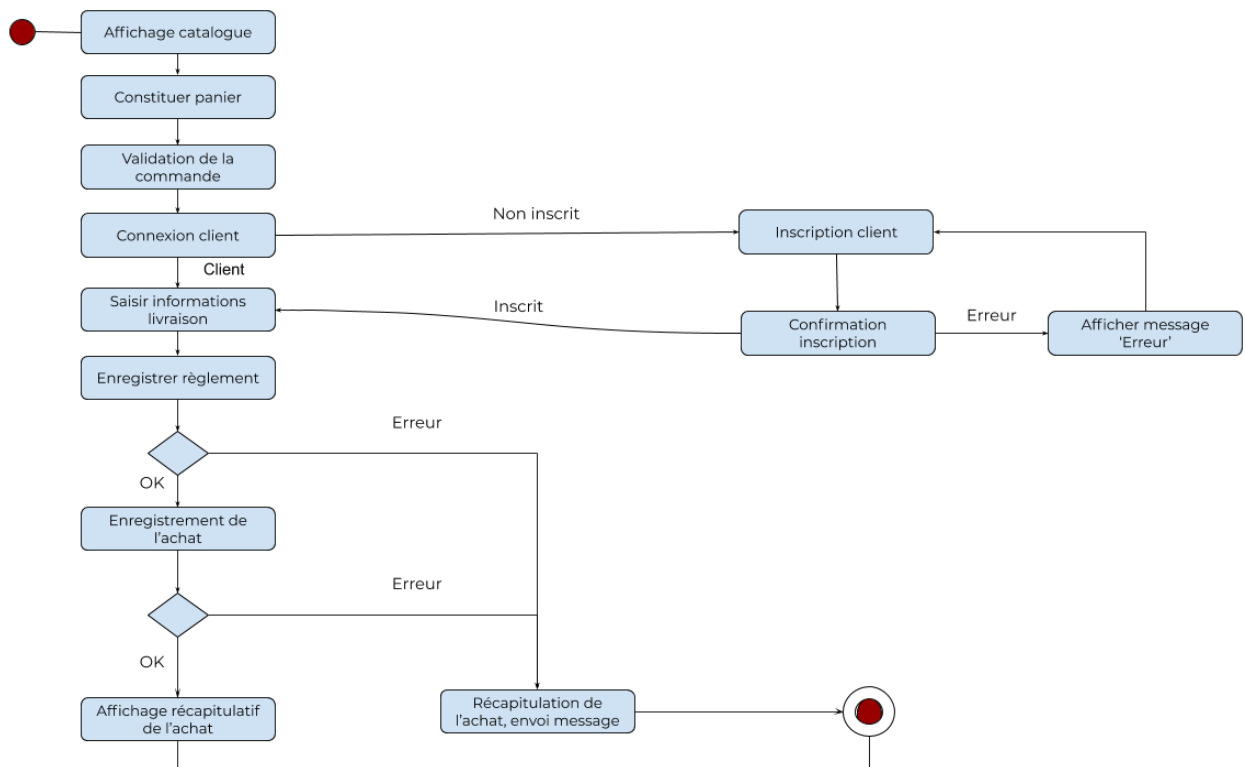 Affichage catalogue
Constituer panier
Validation de la
commande
Non inscrit
Connexion client
Inscription client
Client
Saisir informations
livraison
Inscrit
Confirmation
inscription
Erreur
Afficher message
‘Erreur’
Enregistrer règlement
Erreur
OK
Enregistrement de
l’achat
Erreur
OK
Affichage récapitulatif
de l’achat
Récapitulation de
l’achat, envoi message